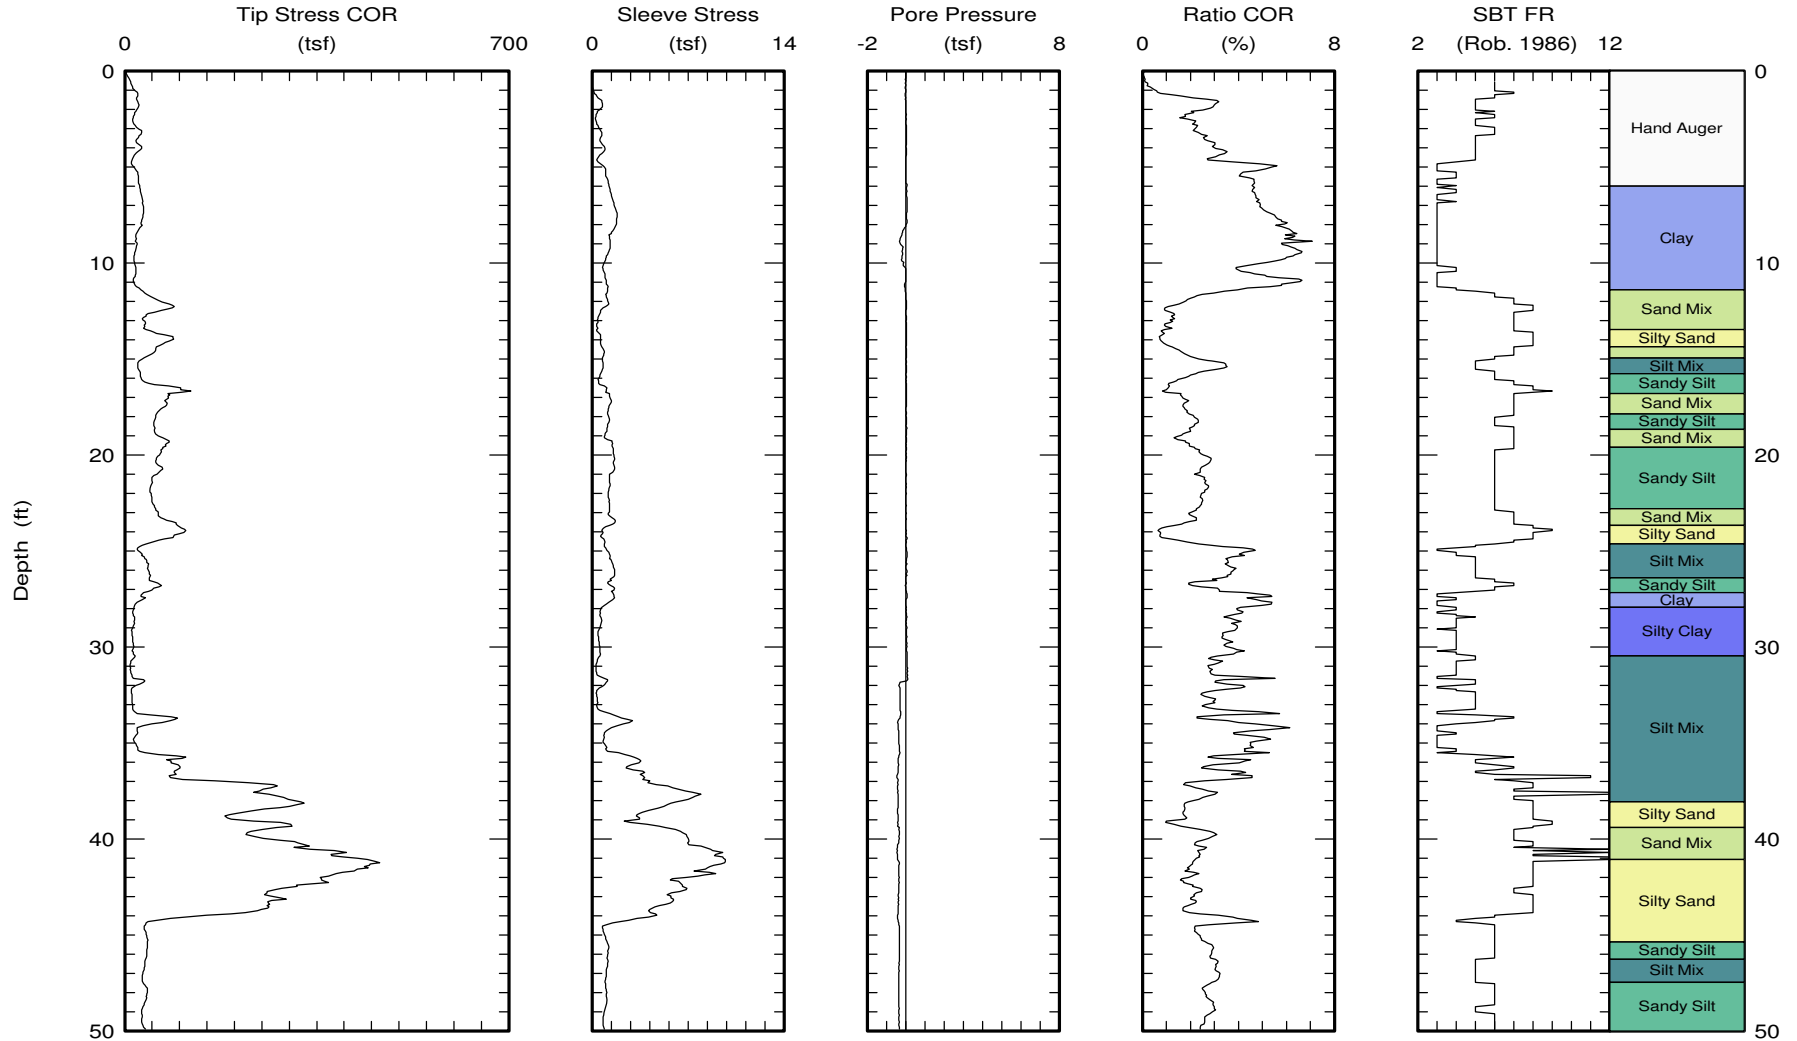 Tip Stress COR Sleeve Stress Pore Pressure Ratio COR SBT FR
0 (tsf) 700 0 (tsf) 14 -2 (tsf) 8 0 (%) 8 2 (Rob. 1986) 12
0 0
Hand Auger
Clay
10 10
Sand Mix
Silty Sand
Silt Mix
Sandy Silt
Sand Mix
Sandy Silt
Sand Mix
20 20
Sandy Silt
Sand Mix
Silty Sand
Silt Mix
Depth (ft)
Sandy Silt
Clay
Silty Clay
30 30
Silt Mix
Silty Sand
40 40
Sand Mix
Silty Sand
Sandy Silt
Silt Mix
Sandy Silt
50 50